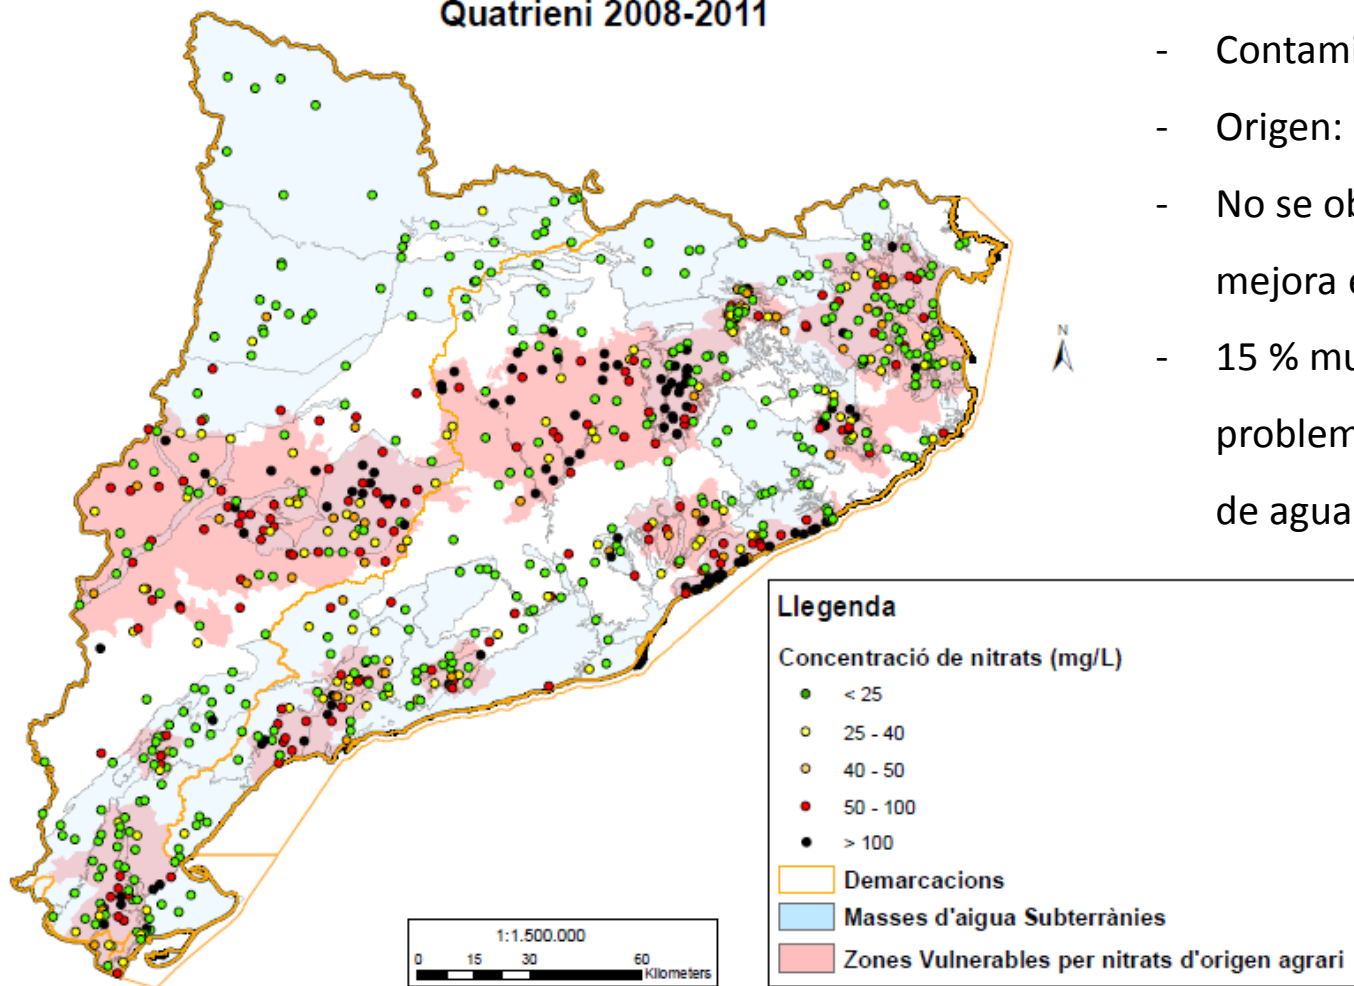 Quatrieni 2008-2011
- Contami
- Origen:
- No se ob
mejora e
- 15 % mu
problem
de agua
N
Llegenda
Concentració de nitrats (mg/L)
< 25
25 - 40
40 - 50
50 - 100
> 100
Demarcacions
Masses d'aigua Subterrànies
Zones Vulnerables per nitrats d'origen agrari
1:1.500.000
0 15 30 60
Kilometers